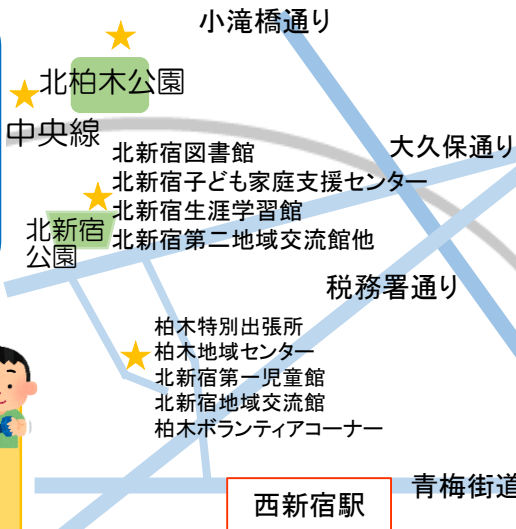 小滝橋通り
北柏木公園
中央線
大久保通り
北新宿図書館
北新宿子ども家庭支援センター
北新宿生涯学習館
北新宿第二地域交流館他
北新宿
公園
税務署通り
柏木特別出張所
柏木地域センター
北新宿第一児童館
北新宿地域交流館
柏木ボランティアコーナー
青梅街道
西新宿駅